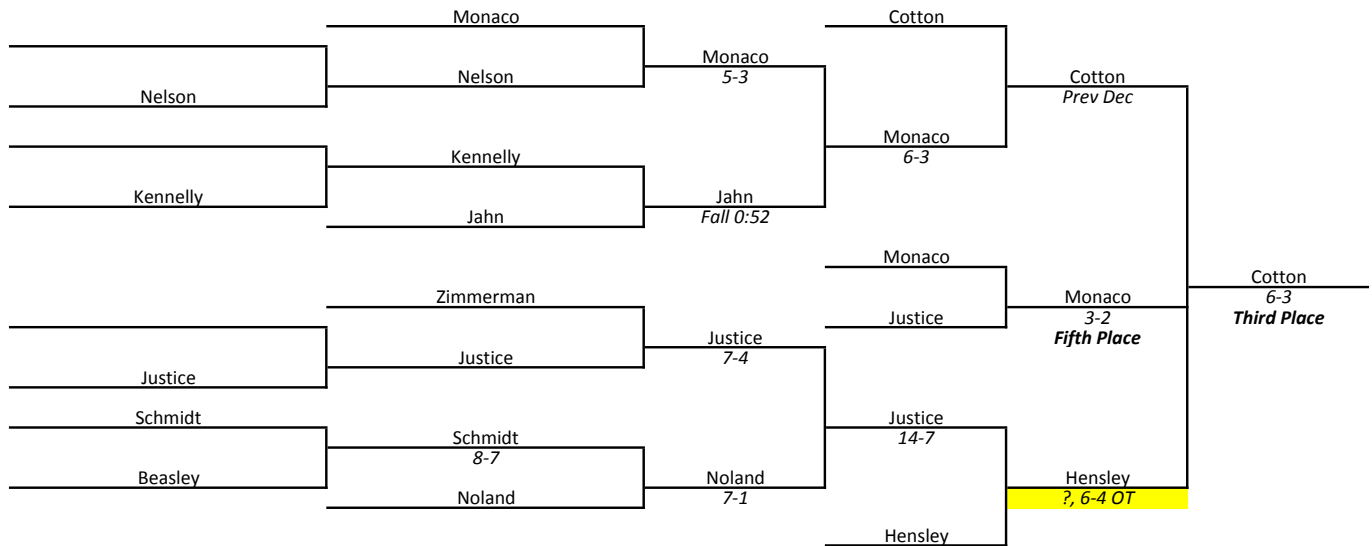 Monaco
Cotton
Monaco
5-3
Nelson
Cotton
Prev Dec
Nelson
Monaco
6-3
Kennelly
Kennelly
Jahn
Fall 0:52
Jahn
Monaco
Cotton
6-3
Third Place
Zimmerman
Monaco
3-2
Fifth Place
Justice
Justice
7-4
Justice
Justice
Schmidt
Justice
14-7
Schmidt
8-7
Beasley
Noland
7-1
Hensley
?, 6-4 OT
Noland
Hensley